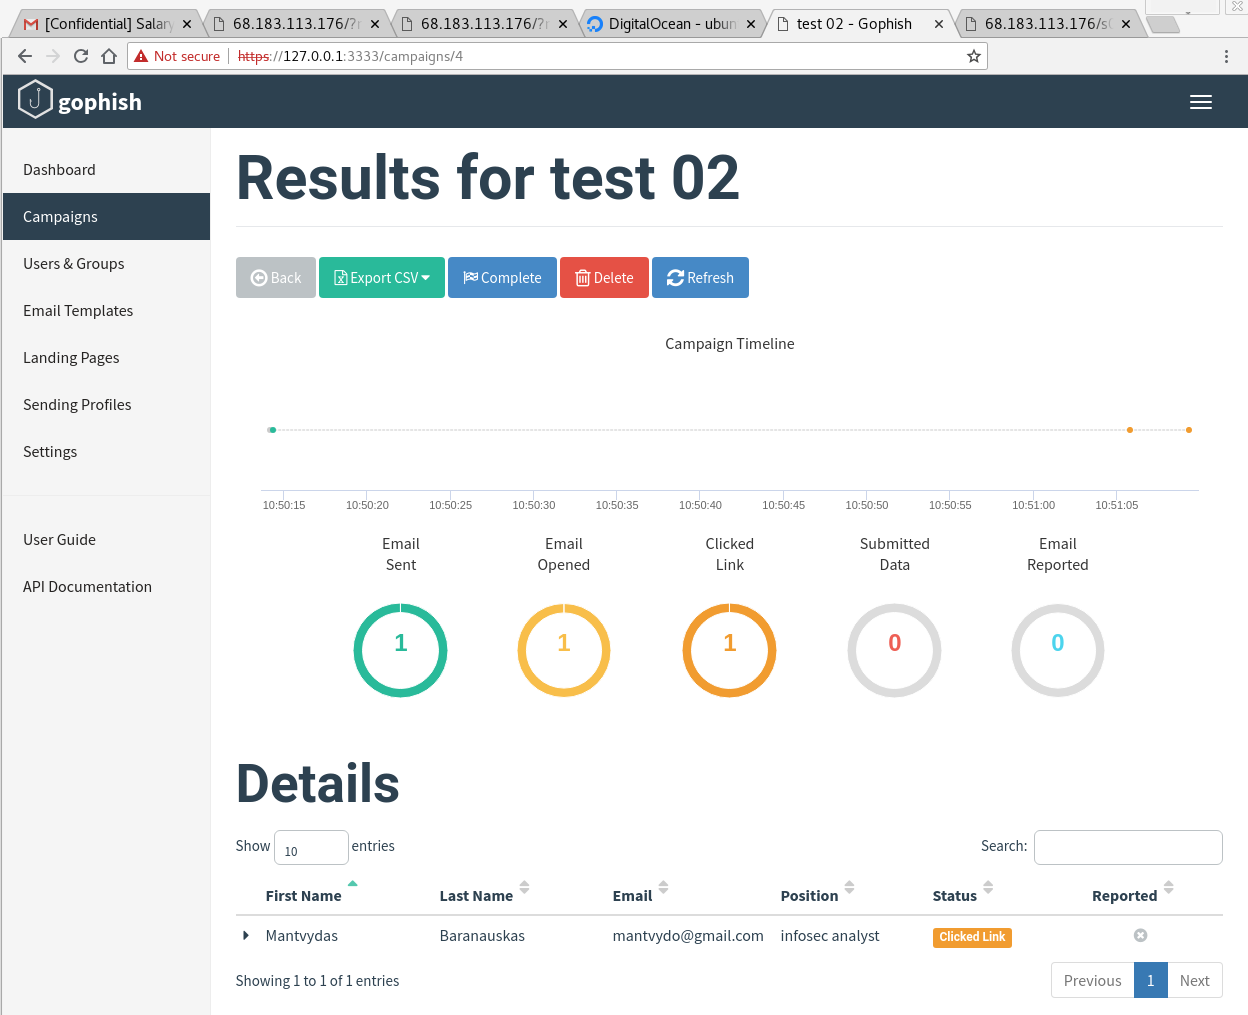 [Confidential] Salary
68.183.113.176/?r
68.183.113.176/?r
DigitalOcean - ubun
test 02 - Gophish
68.183.113.176/s
Not secure
https://127.0.0.1:3333/campaigns/4
gophish
Dashboard
Campaigns
Users & Groups
Email Templates
Landing Pages
Sending Profiles
Settings
User Guide
API Documentation
Results for test 02
Back
Export CSV
Complete
Delete
Refresh
Campaign Timeline
10:50:15 10:50:20 10:50:25 10:50:30 10:50:35 10:50:40 10:50:45 10:50:50 10:50:55 10:51:00 10:51:05
Email Sent
Email Opened
Clicked Link
Submitted Data
Email Reported
1 1 1 0 0
Details
Show 10 entries
Search:
First Name Last Name Email Position Status Reported
Mantvydas Baranauskas mantvydo@gmail.com infosec analyst Clicked Link
Showing 1 to 1 of 1 entries
Previous 1 Next